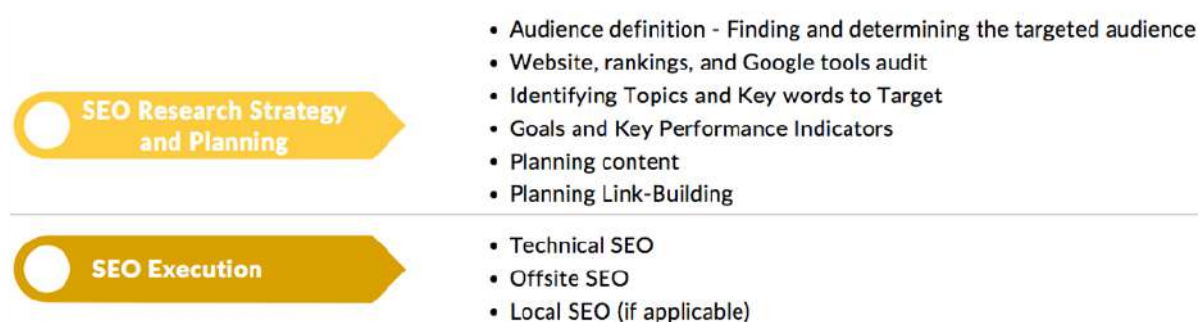 SEO Research Strategy
and Planning
• Audience definition - Finding and determining the targeted audience
• Website, rankings, and Google tools audit
• Identifying Topics and Key words to Target
• Goals and Key Performance Indicators
• Planning content
• Planning Link-Building
SEO Execution
• Technical SEO
• Offsite SEO
• Local SEO (if applicable)